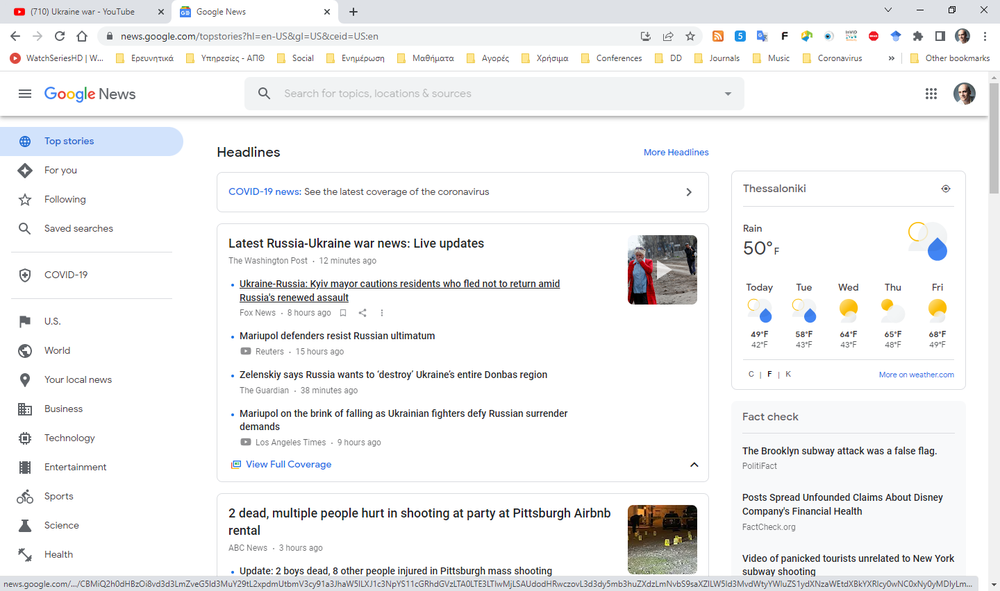 (710) Ukraine war - YouTube
Google News
news.google.com/topstories?hl=en-US&gl=US&ceid=US:en
WatchSeriesHD | W...
Ερευνητικά
Υπηρεσίες - ΑΠΘ
Social
Ενημέρωση
Μαθήματα
Αγορές
Χρήσιμα
Conferences
DD
Journals
Music
Coronavirus
»
Other bookmarks
Google News
Search for topics, locations & sources
Top stories
For you
Following
Saved searches
COVID-19
U.S.
World
Your local news
Business
Technology
Entertainment
Sports
Science
Health
Headlines
More Headlines
COVID-19 news: See the latest coverage of the coronavirus
Latest Russia-Ukraine war news: Live updates
The Washington Post · 12 minutes ago
Ukraine-Russia: Kyiv mayor cautions residents who fled not to return amid
Russia's renewed assault
Fox News · 8 hours ago
Mariupol defenders resist Russian ultimatum
Reuters · 15 hours ago
Zelenskiy says Russia wants to ‘destroy’ Ukraine’s entire Donbas region
The Guardian · 38 minutes ago
Mariupol on the brink of falling as Ukrainian fighters defy Russian surrender
demands
Los Angeles Times · 9 hours ago
View Full Coverage
2 dead, multiple people hurt in shooting at party at Pittsburgh Airbnb
rental
ABC News · 3 hours ago
Update: 2 boys dead, 8 other people injured in Pittsburgh mass shooting
Thessaloniki
Rain
50°F
Today Tue Wed Thu Fri
49°F 58°F 64°F 65°F 68°F
42°F 43°F 43°F 48°F 49°F
C | F | K
More on weather.com
Fact check
The Brooklyn subway attack was a false flag.
PolitiFact
Posts Spread Unfounded Claims About Disney
Company's Financial Health
FactCheck.org
Video of panicked tourists unrelated to New York
subway shooting